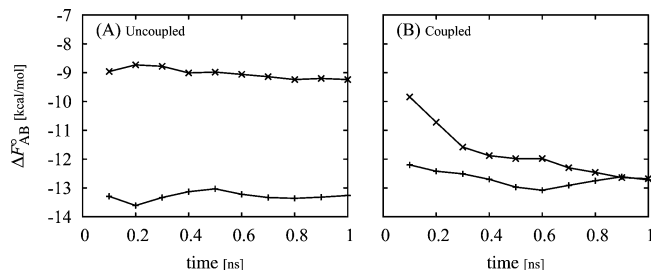 (A) Uncoupled
(B) Coupled
-7
-8
-9
-10
-11
-12
-13
-14
ΔF°AB [kcal/mol]
0 0.2 0.4 0.6 0.8 1
0 0.2 0.4 0.6 0.8 1
time [ns]
time [ns]